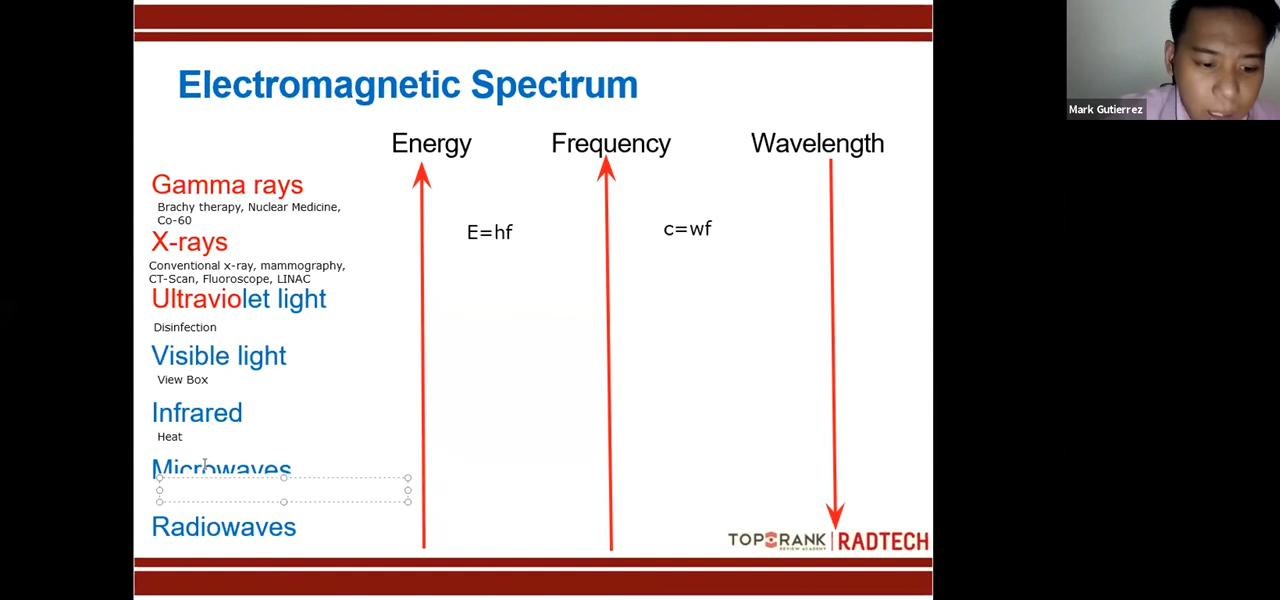 Electromagnetic Spectrum
Energy Frequency Wavelength
Gamma rays
Brachy therapy, Nuclear Medicine,
Co-60
X-rays
E=hf
c=wf
Conventional x-ray, mammography,
CT-Scan, Fluoroscope, LINAC
Ultraviolet light
Disinfection
Visible light
View Box
Infrared
Heat
Microwaves
Radiowaves
TOPRANK RADTECH
REVIEW ACADEMY
Mark Gutierrez